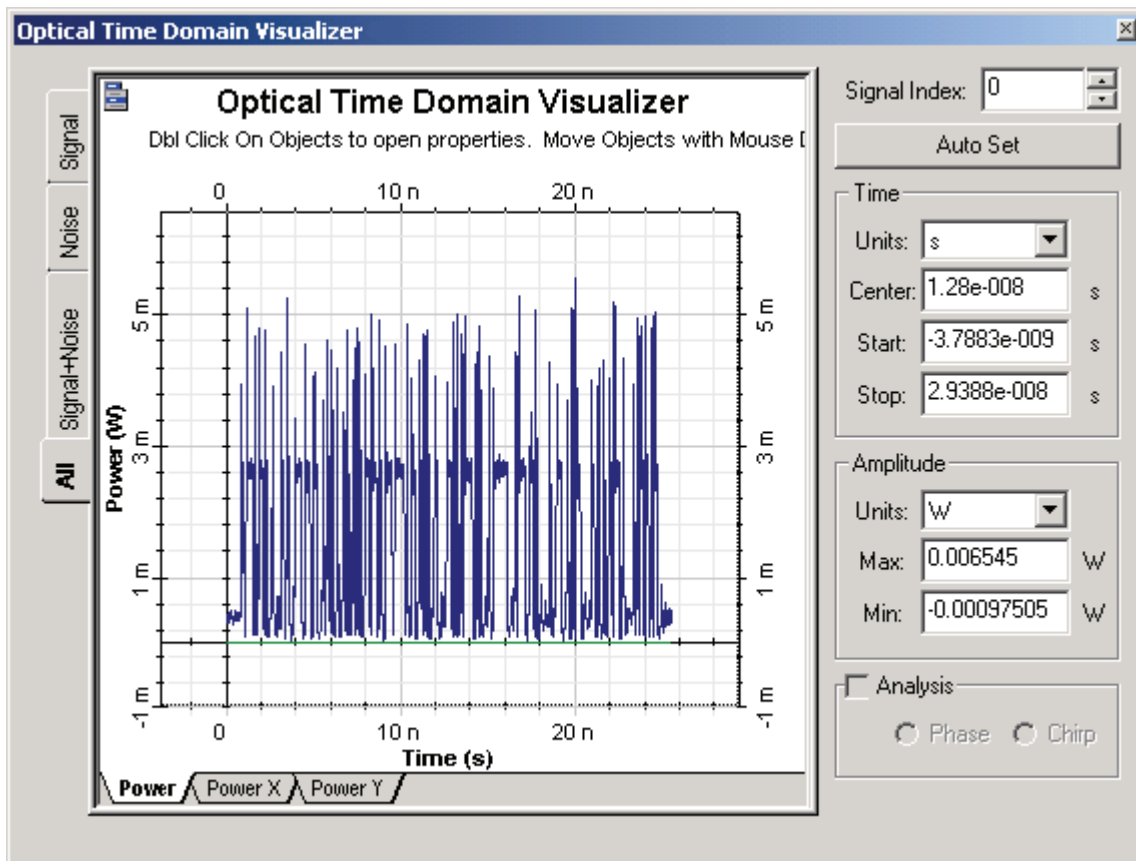 Optical Time Domain Visualizer
Signal
Noise
Signal+Noise
All
Optical Time Domain Visualizer
Dbl Click On Objects to open properties. Move Objects with Mouse D
0 10 n 20 n
Power (W)
5 m
3 m
1 m
-1 m
5 m
3 m
1 m
-1 m
0 10 n 20 n
Time (s)
Power Power X Power Y
Signal Index: 0
Auto Set
Time
Units: s
Center: 1.28e-008 s
Start: -3.7883e-009 s
Stop: 2.9388e-008 s
Amplitude
Units: W
Max: 0.006545 W
Min: -0.00097505 W
Analysis
Phase Chirp